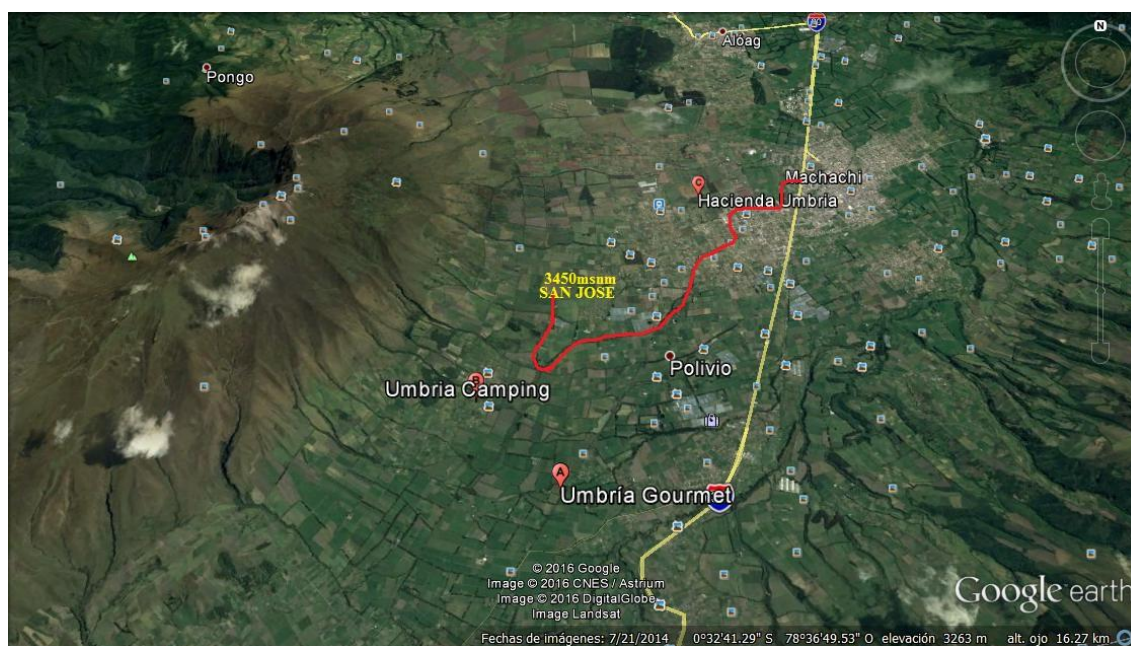 Alóag
Pongo
N
Machachi
C
Hacienda Umbría
3450msnm
SAN JOSE
Polivio
Umbria Camping
A
Umbría Gourmet
© 2016 Google
Image © 2016 CNES / Astrium
Image © 2016 DigitalGlobe
Image Landsat
Google earth
Fechas de imágenes: 7/21/2014 0°32'41.29" S 78°36'49.53" O elevación 3263 m alt. ojo 16.27 km